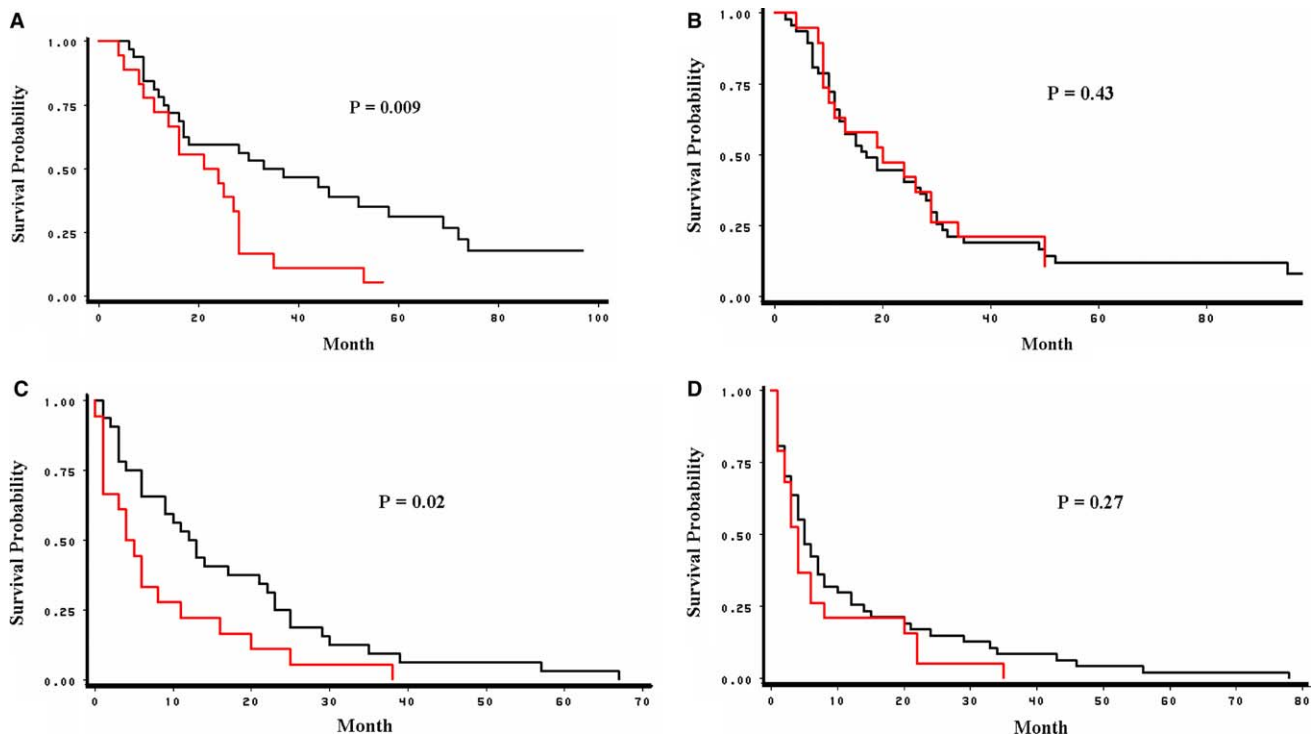 A
Survival Probability
1.00
0.75
0.50
0.25
0.00
P = 0.009
0 20 40 60 80 100
Month
B
Survival Probability
1.00
0.75
0.50
0.25
0.00
P = 0.43
0 20 40 60 80
Month
C
Survival Probability
1.00
0.75
0.50
0.25
0.00
P = 0.02
0 10 20 30 40 50 60 70
Month
D
Survival Probability
1.00
0.75
0.50
0.25
0.00
P = 0.27
0 10 20 30 40 50 60 70 80
Month